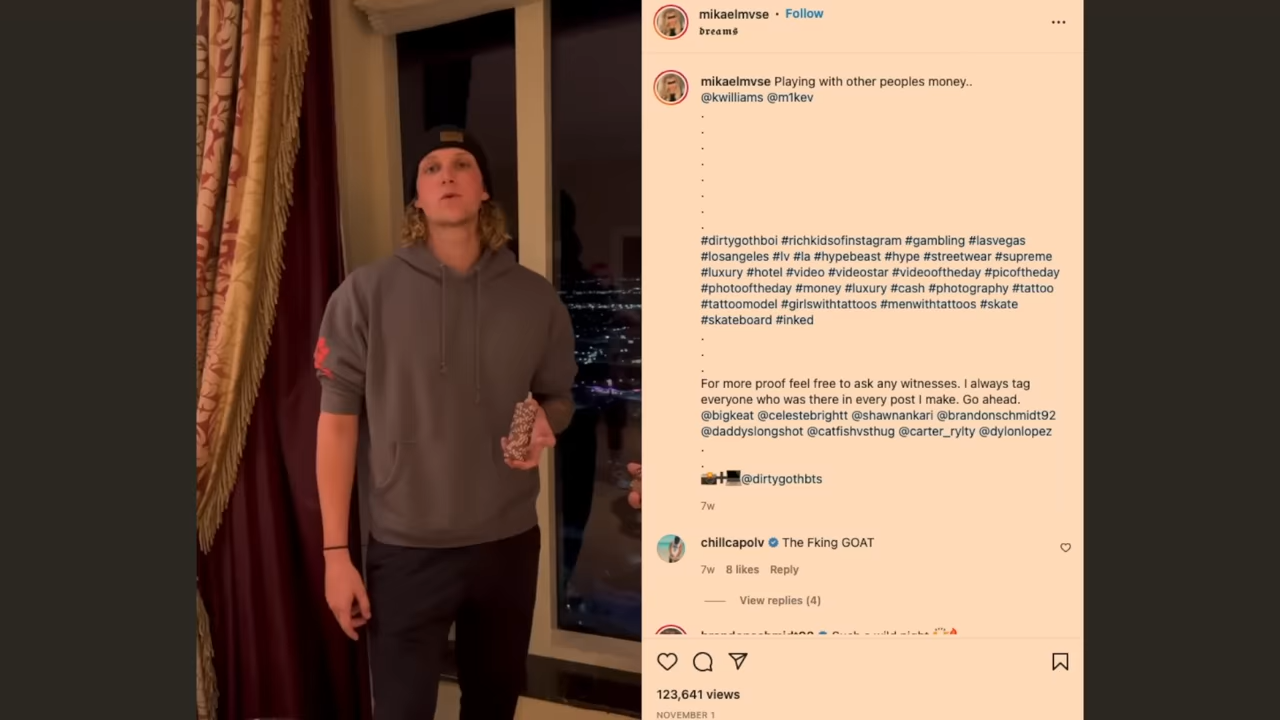 mikaelmvse • Follow
dreams
mikaelmvse Playing with other peoples money..
@kwilliams @m1kev
.
.
.
.
.
.
.
.
#dirtygothboi #richkidsofinstagram #gambling #lasvegas
#losangeles #lv #la #hypebeast #hype #streetwear #supreme
#luxury #hotel #video #videostar #videooftheday #picoftheday
#photooftheday #money #luxury #cash #photography #tattoo
#tattoomodel #girlswithtattoos #menwithtattoos #skate
#skateboard #inked
.
.
.
For more proof feel free to ask any witnesses. I always tag
everyone who was there in every post I make. Go ahead.
@bigkeat @celestebrightt @shawnankari @brandonschmidt92
@daddyslongshot @catfishvsthug @carter_rylty @dylonlopez
.
.
📸➕💻@dirtygothbts
7w
chillcapolv The Fking GOAT
7w 8 likes Reply
View replies (4)
brandonschmidt92 Such a wild night
123,641 views
NOVEMBER 1